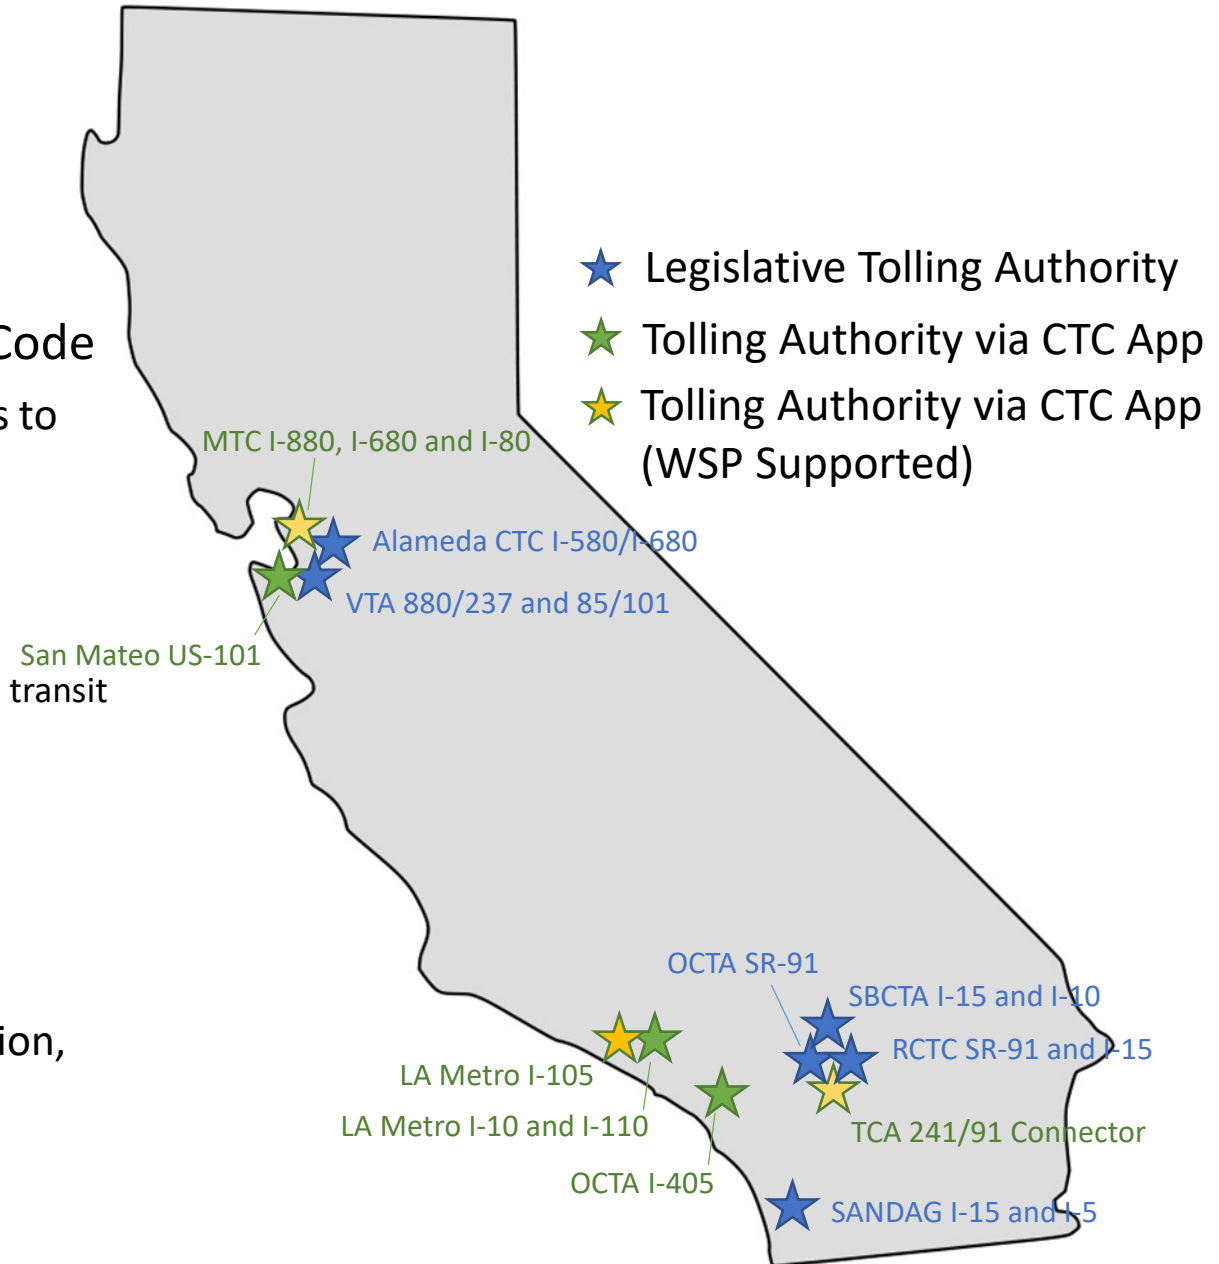 Legislative Tolling Authority
Code
Tolling Authority via CTC App
s to
Tolling Authority via CTC App
(WSP Supported)
MTC I-880, I-680 and I-80
Alameda CTC I-580/I-680
VTA 880/237 and 85/101
San Mateo US-101
transit
OCTA SR-91
SBCTA I-15 and I-10
ion,
RCTC SR-91 and I-15
LA Metro I-105
LA Metro I-10 and I-110
TCA 241/91 Connector
OCTA I-405
SANDAG I-15 and I-5